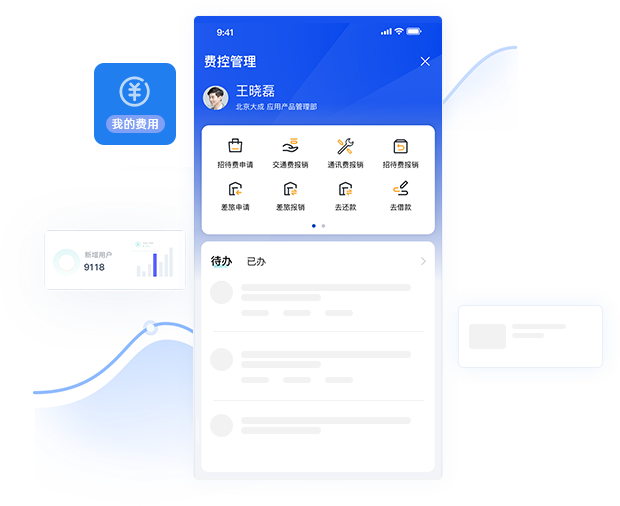 9:41
费控管理
王晓磊
北京大成 应用产品管理部
我的费用
招待费申请 交通费报销 通讯费报销 招待费报销
差旅申请 差旅报销 去还款 去借款
新增用户
9118
待办 已办